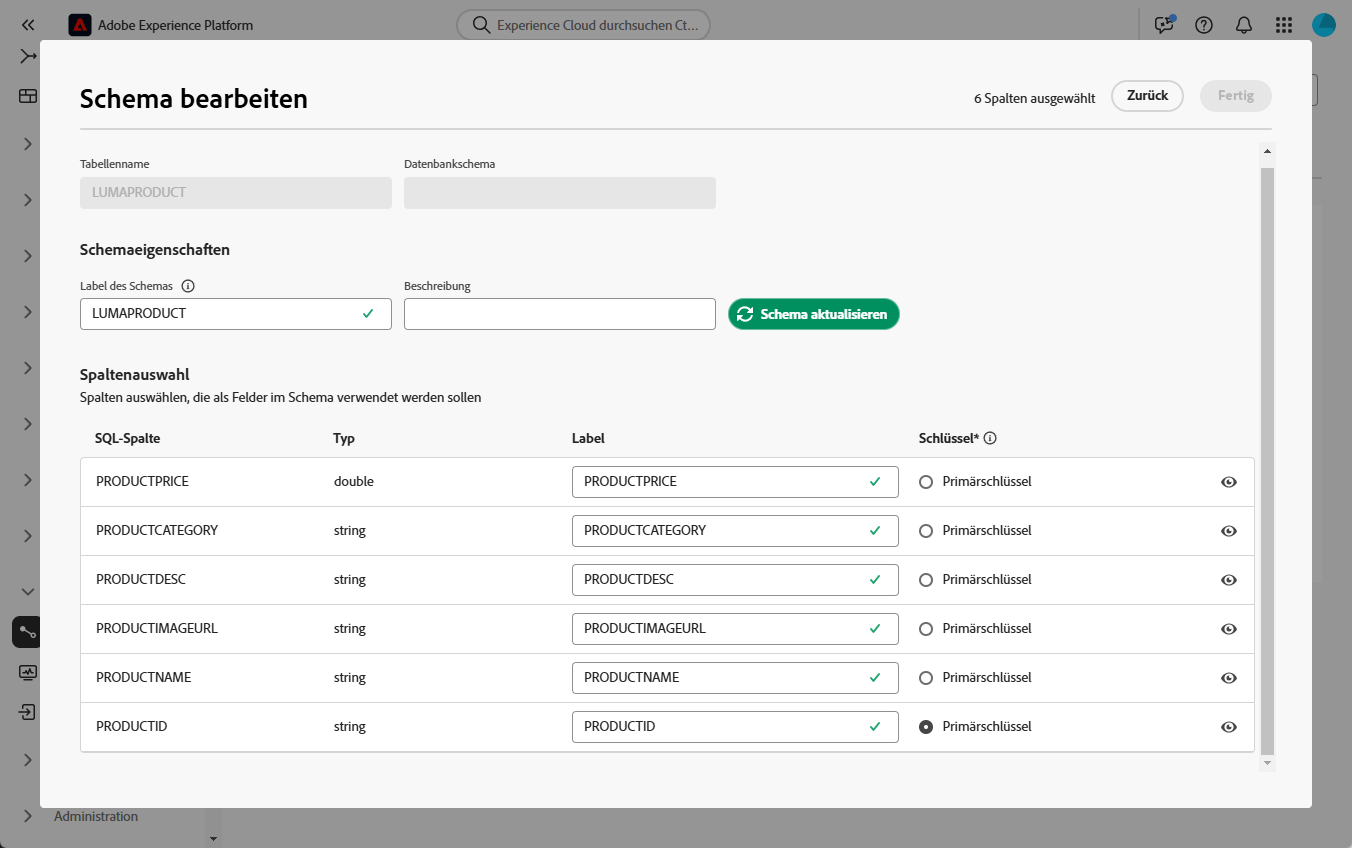 Adobe Experience Platform
Experience Cloud durchsuchen Ct...
Schema bearbeiten
6 Spalten ausgewählt
Zurück
Fertig
Tabellenname
Datenbankschema
LUMAPRODUCT
Schemaeigenschaften
Label des Schemas
Beschreibung
LUMAPRODUCT
Schema aktualisieren
Spaltenauswahl
Spalten auswählen, die als Felder im Schema verwendet werden sollen
SQL-Spalte Typ Label Schlüssel*
PRODUCTPRICE double PRODUCTPRICE Primärschlüssel
PRODUCTCATEGORY string PRODUCTCATEGORY Primärschlüssel
PRODUCTDESC string PRODUCTDESC Primärschlüssel
PRODUCTIMAGEURL string PRODUCTIMAGEURL Primärschlüssel
PRODUCTNAME string PRODUCTNAME Primärschlüssel
PRODUCTID string PRODUCTID Primärschlüssel
Administration